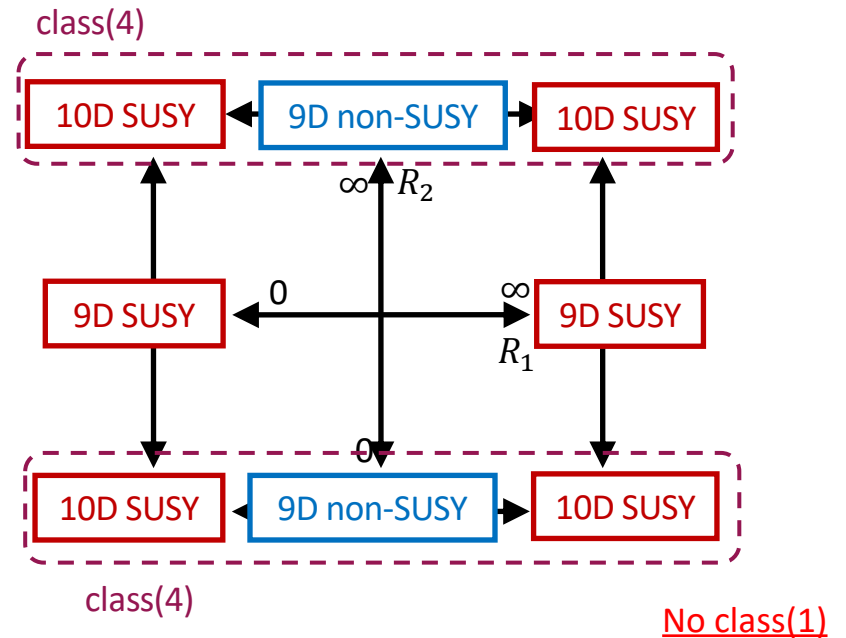 class(4)
10D SUSY
9D non-SUSY
10D SUSY
∞ R₂
0
∞
9D SUSY
9D SUSY
R₁
0
10D SUSY
9D non-SUSY
10D SUSY
class(4)
No class(1)